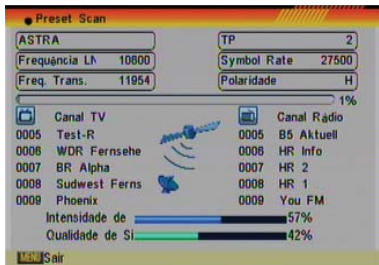 Preset Scan
ASTRA
TP 2
Frequância LN 10600
Symbol Rate 27500
Freq. Trans. 11954
Polaridade H
1%
Canal TV
Canal Rádio
0005 Test-R
0005 B5 Aktuell
0006 WDR Fernsehe
0006 HR Info
0007 BR Alpha
0007 HR 2
0008 Sudwest Ferns
0008 HR 1
0009 Phoenix
0009 You FM
Intensidade de 57%
Qualidade de Si 42%
MENU Sair